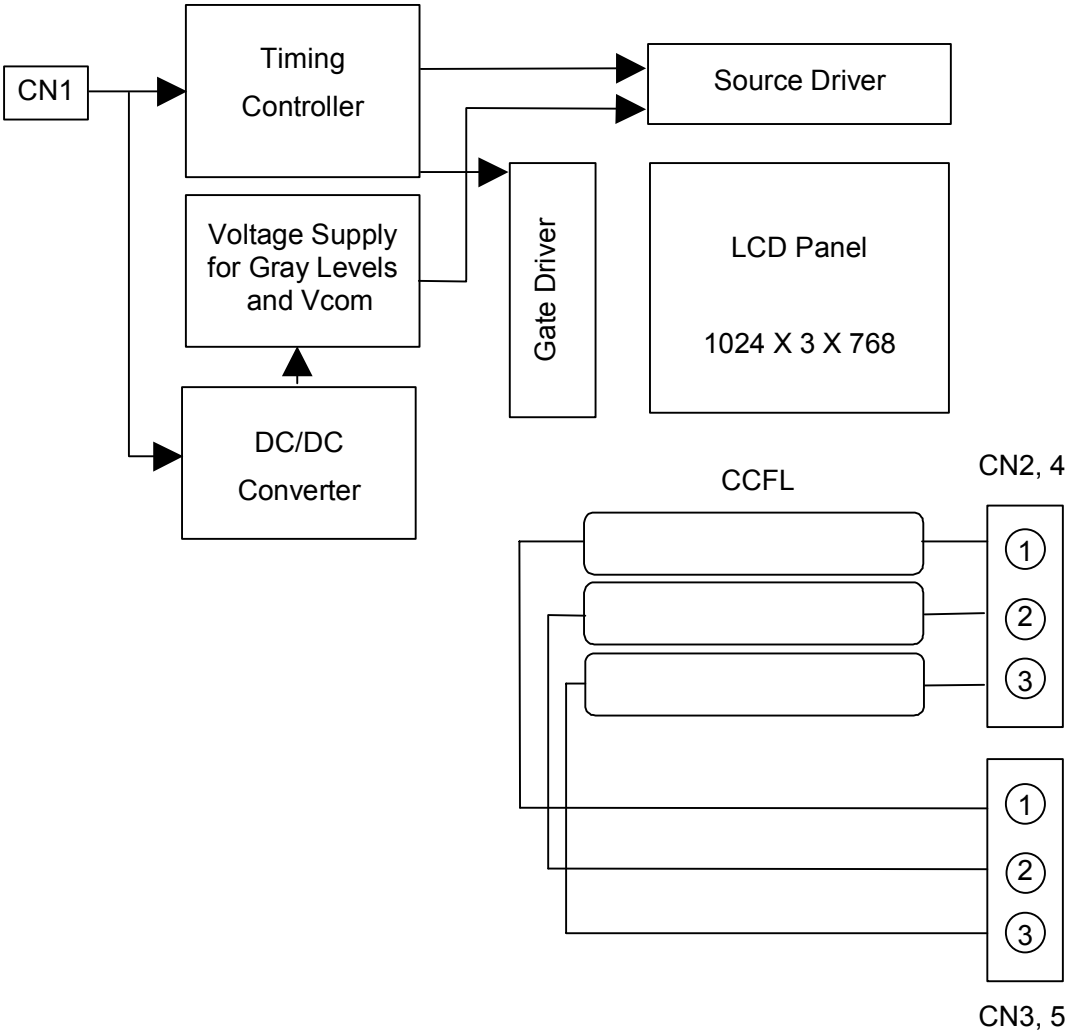 CN1
Timing
Controller
Source Driver
Voltage Supply
for Gray Levels
and Vcom
Gate Driver
LCD Panel
1024 X 3 X 768
DC/DC
Converter
CCFL
CN2, 4
1
2
3
1
2
3
CN3, 5